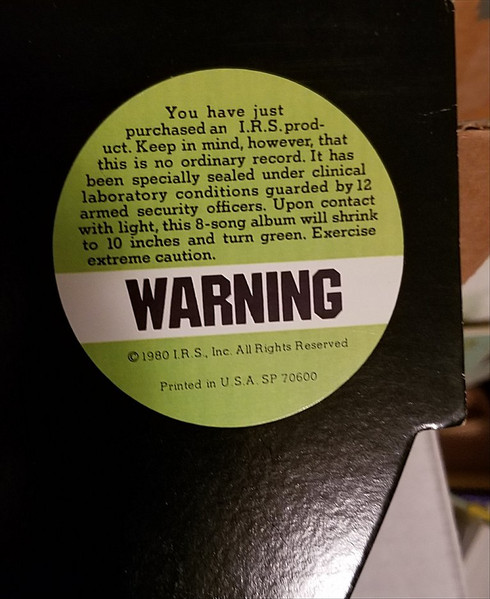 You have just
purchased an I.R.S. prod-
uct. Keep in mind, however, that
this is no ordinary record. It has
been specially sealed under clinical
laboratory conditions guarded by 12
armed security officers. Upon contact
with light, this 8-song album will shrink
to 10 inches and turn green. Exercise
extreme caution.
WARNING
© 1980 I.R.S., Inc. All Rights Reserved
Printed in U.S.A. SP 70600